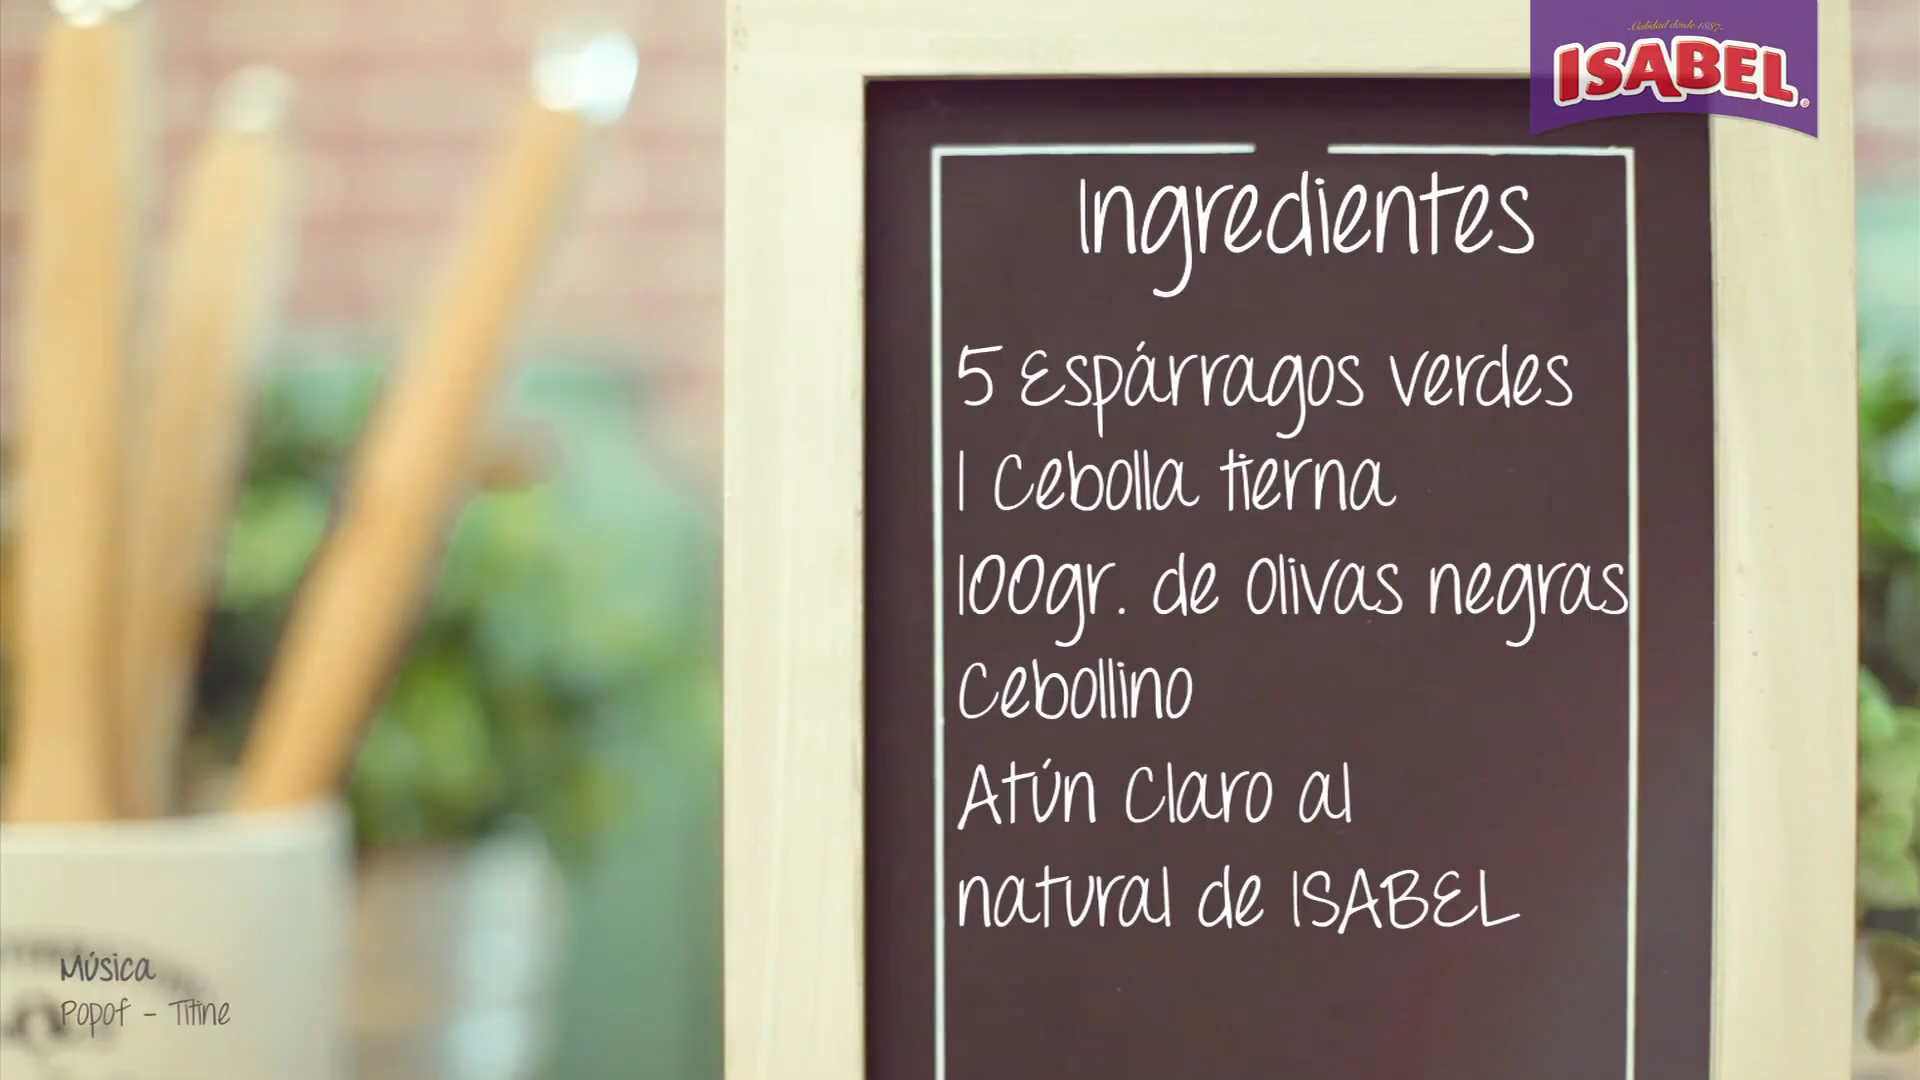 Calidad desde 1887
ISABEL
Ingredientes
5 Espárragos verdes
1 Cebolla tierna
100gr. de olivas negras
Cebollino
Atún Claro al
natural de ISABEL
Música
Popof - Titine